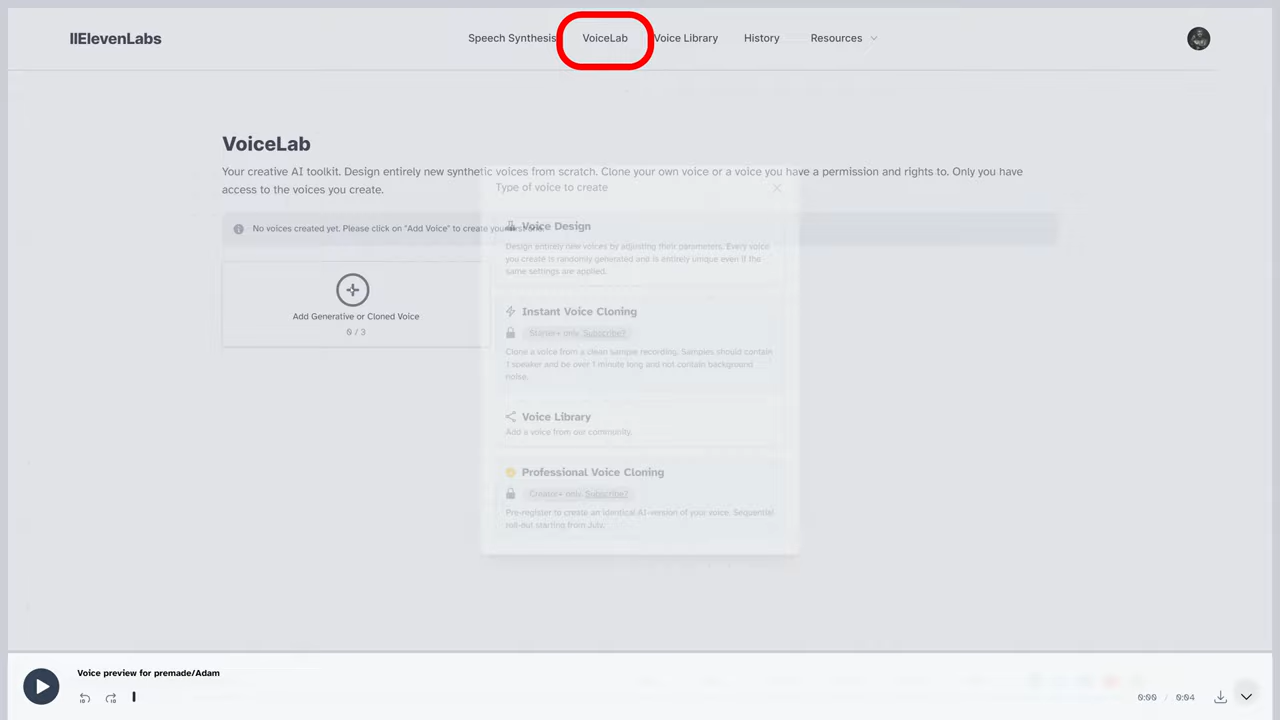 IIElevenLabs
Speech Synthesis
VoiceLab
Voice Library
History
Resources
VoiceLab
Your creative AI toolkit. Design entirely new synthetic voices from scratch. Clone your own voice or a voice you have a permission and rights to. Only you have
access to the voices you create.
No voices created yet. Please click on "Add Voice" to create your first one.
Add Generative or Cloned Voice
0 / 3
Type of voice to create
Voice Design
Design entirely new voices by adjusting their parameters. Every voice
you create is randomly generated and is entirely unique even if the
same settings are applied.
Instant Voice Cloning
Starter+ only. Subscribe?
Clone a voice from a clean sample recording. Samples should contain
1 speaker and be over 1 minute long and not contain background
noise.
Voice Library
Add a voice from our community.
Professional Voice Cloning
Creator+ only. Subscribe?
Pre-register to create an identical AI-version of your voice. Sequential
roll-out starting from July.
Voice preview for premade/Adam
10
10
0:00 / 0:04